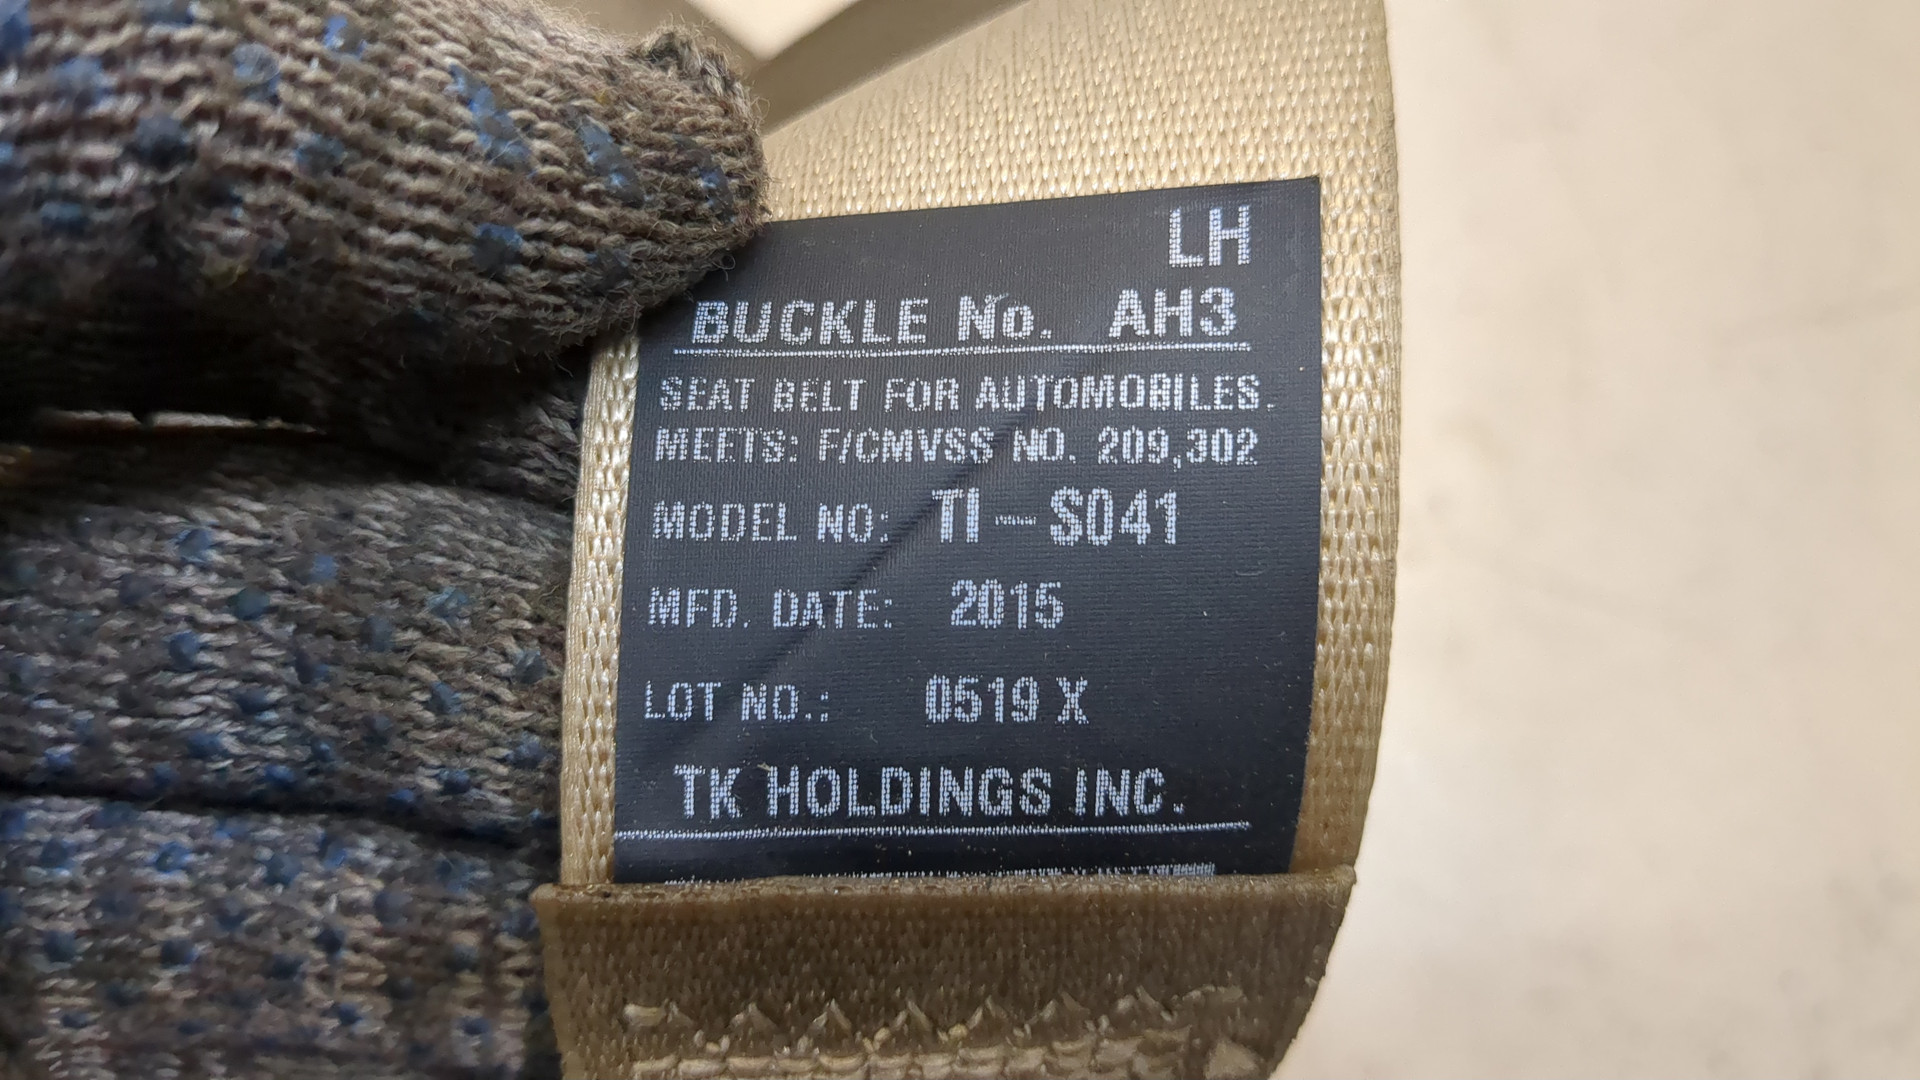 LH
BUCKLE No. AH3
SEAT BELT FOR AUTOMOBILES.
MEETS: F/CMVSS NO. 209,302
MODEL NO: TI-S041
MFD. DATE: 2015
LOT NO.: 0519 X
TK HOLDINGS INC.